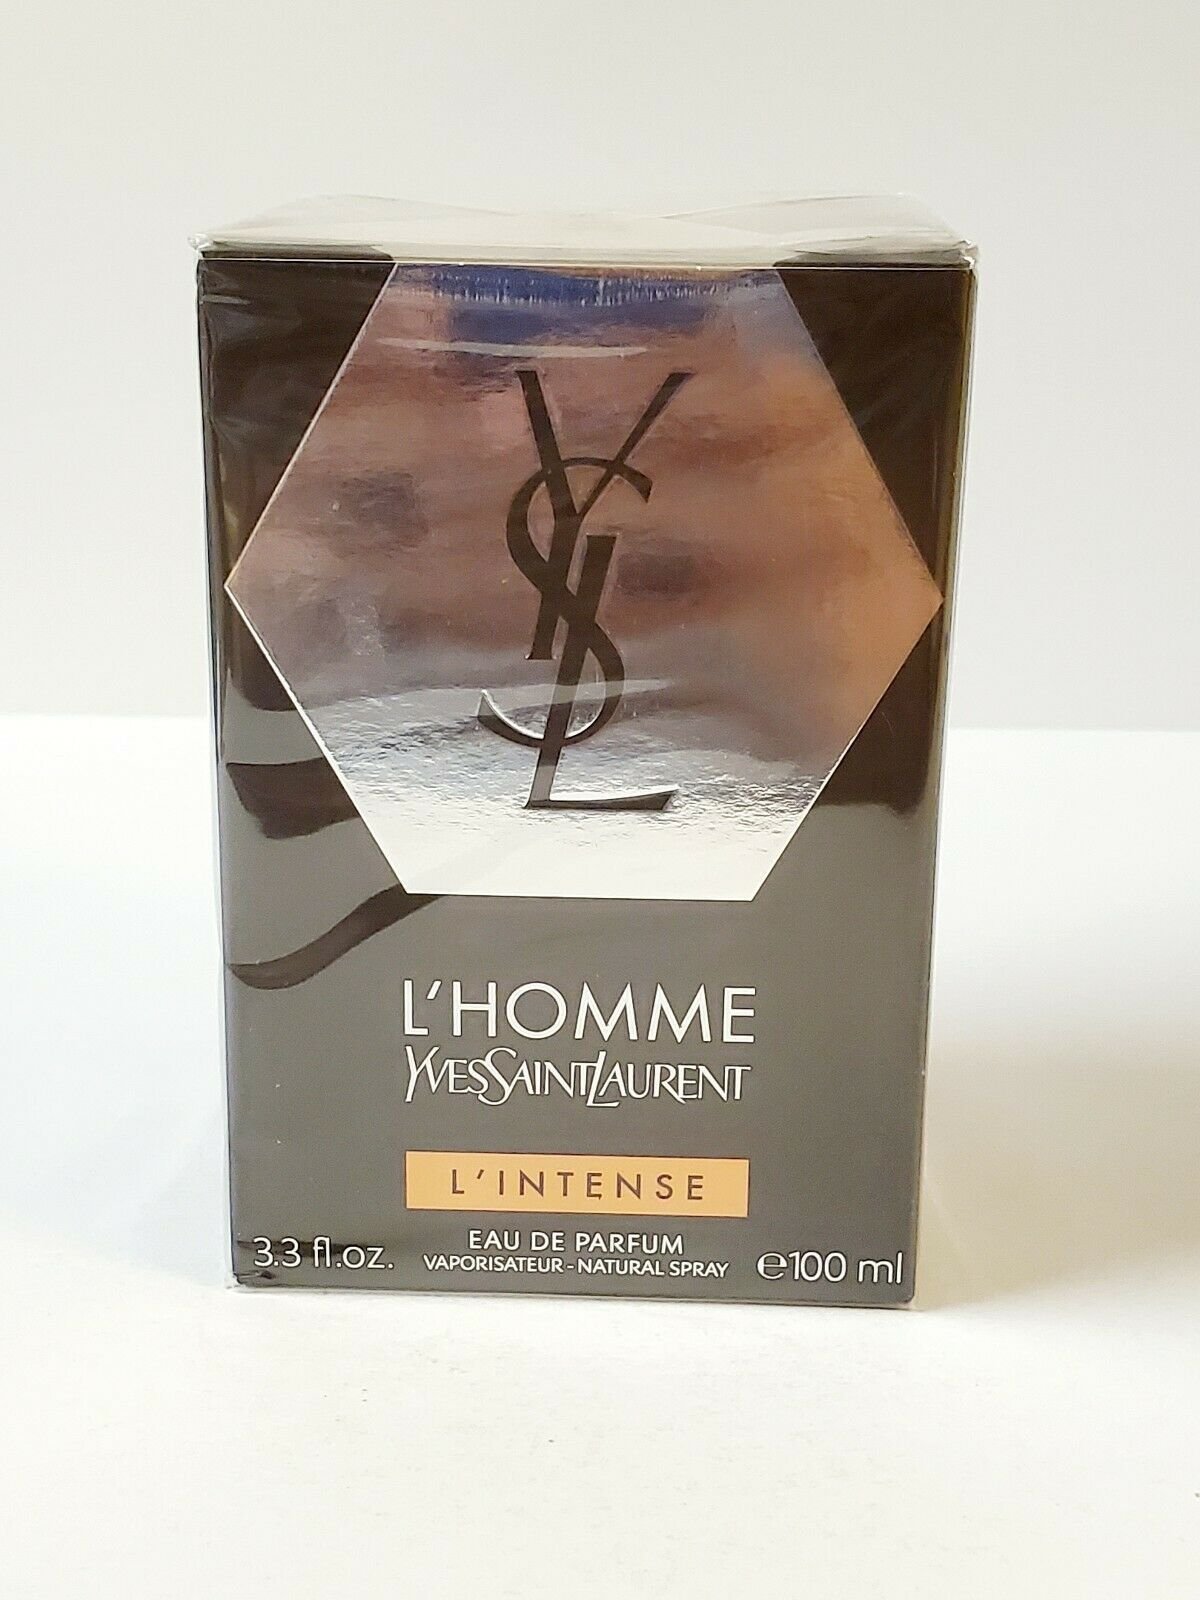 YSL
L'HOMME
YVESSAINTLAURENT
L'INTENSE
EAU DE PARFUM
VAPORISATEUR-NATURAL SPRAY
3.3 fl.oz.
℮100 ml